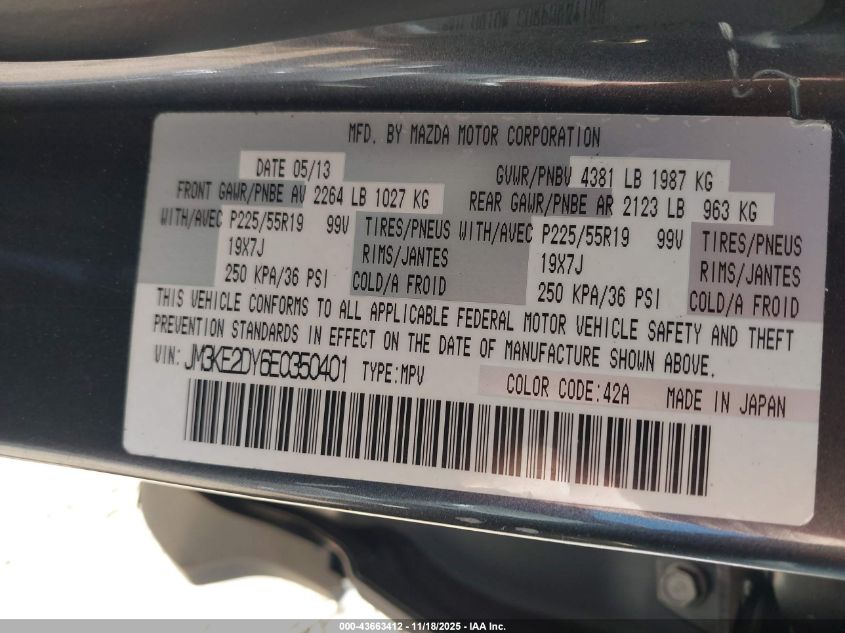 MFD. BY MAZDA MOTOR CORPORATION
DATE 05/13 GVWR/PNBV 4381 LB 1987 KG
FRONT GAWR/PNBE AV 2264 LB 1027 KG REAR GAWR/PNBE AR 2123 LB 963 KG
WITH/AVEC P225/55R19 99V TIRES/PNEUS WITH/AVEC P225/55R19 99V TIRES/PNEUS
19X7J RIMS/JANTES 19X7J RIMS/JANTES
250 KPA/36 PSI COLD/A FROID 250 KPA/36 PSI COLD/A FROID
THIS VEHICLE CONFORMS TO ALL APPLICABLE FEDERAL MOTOR VEHICLE SAFETY AND THEFT
PREVENTION STANDARDS IN EFFECT ON THE DATE OF MANUFACTURE SHOWN ABOVE.
VIN: JM3KE2DY6E0350401 TYPE:MPV COLOR CODE:42A MADE IN JAPAN
000-43663412 - 11/18/2025 - IAA Inc.